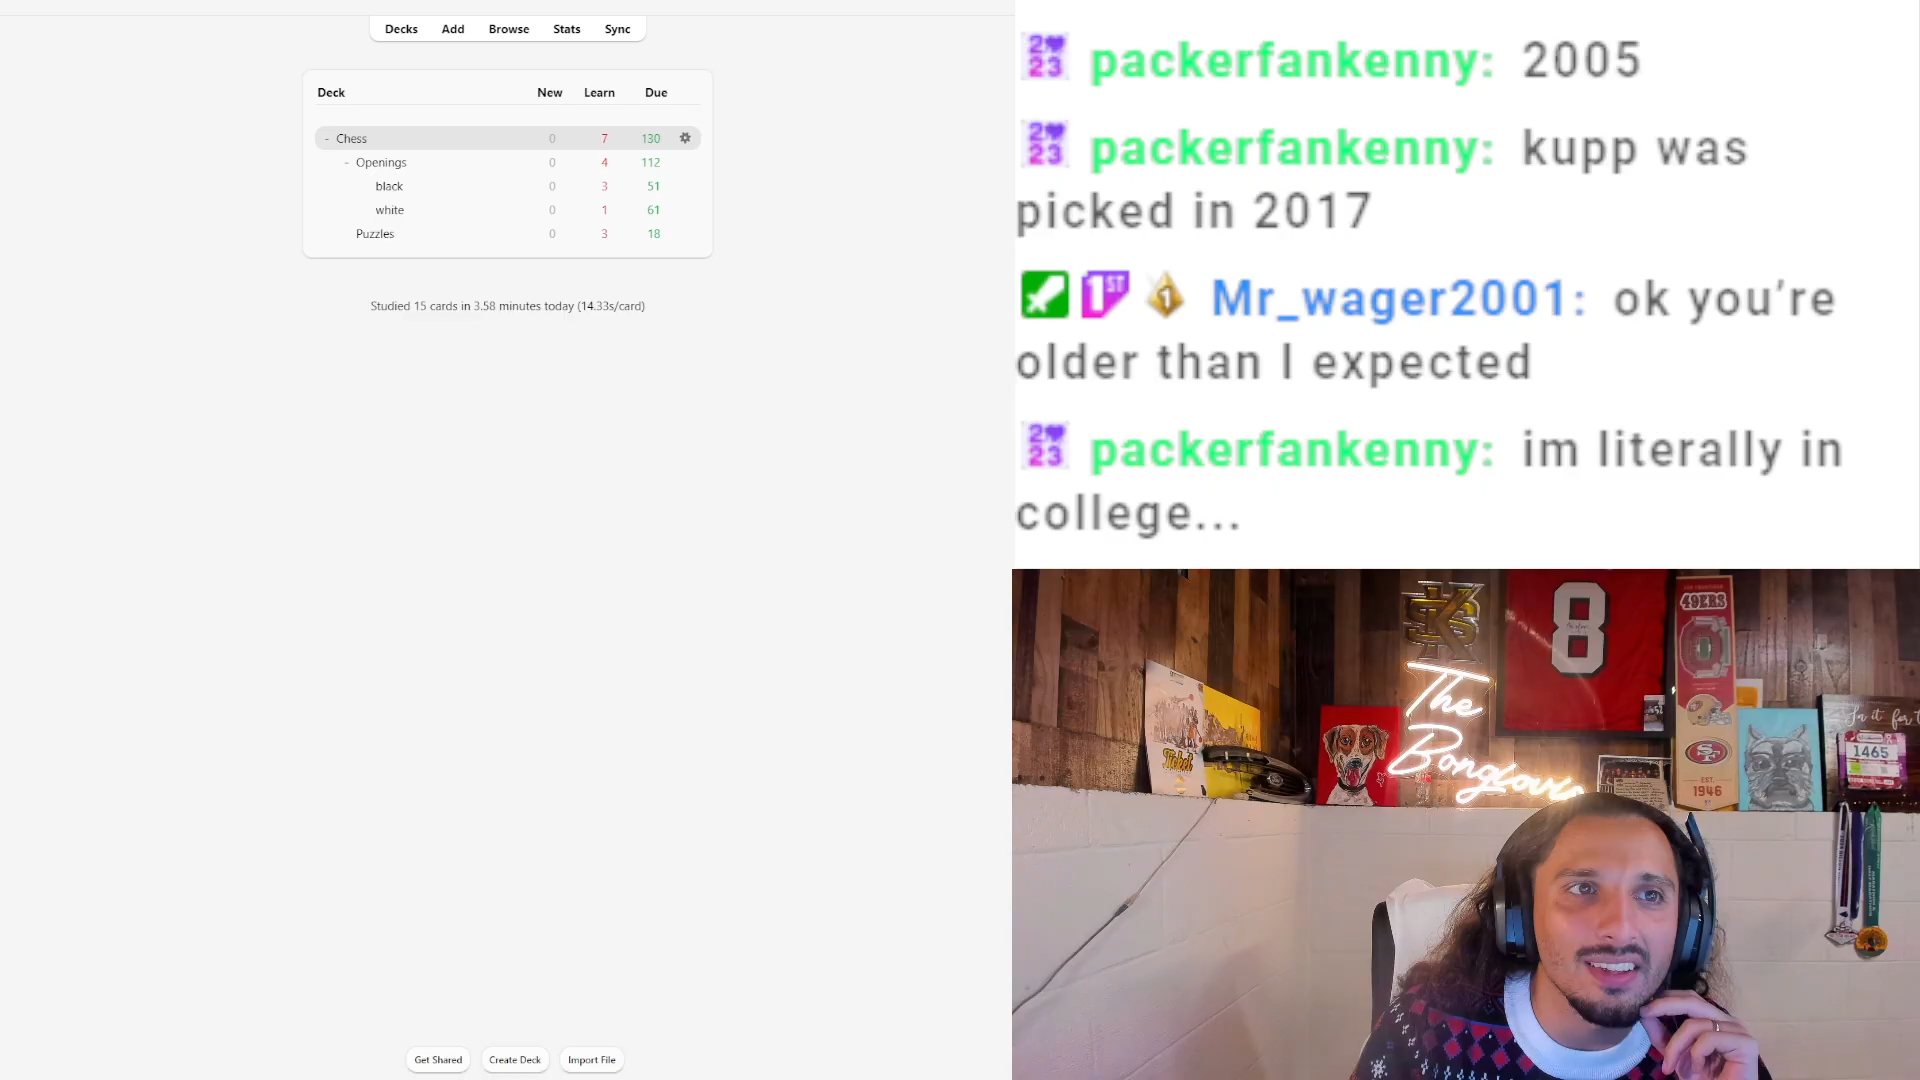 Decks Add Browse Stats Sync
Deck New Learn Due
- Chess 0 7 130
- Openings 0 4 112
black 0 3 51
white 0 1 61
Puzzles 0 3 18
Studied 15 cards in 3.58 minutes today (14.33s/card)
Get Shared Create Deck Import File
packerfankenny: 2005
packerfankenny: kupp was
picked in 2017
Mr_wager2001: ok you’re
older than I expected
packerfankenny: im literally in
college...
The
8
49ERS
SF
EST.
1946
Ticket
1465